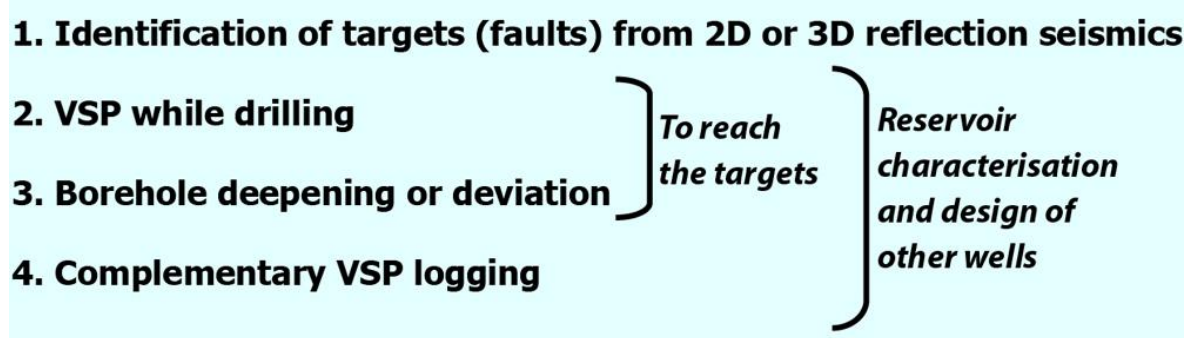 1. Identification of targets (faults) from 2D or 3D reflection seismics
2. VSP while drilling
3. Borehole deepening or deviation
4. Complementary VSP logging
To reach
the targets
Reservoir
characterisation
and design of
other wells